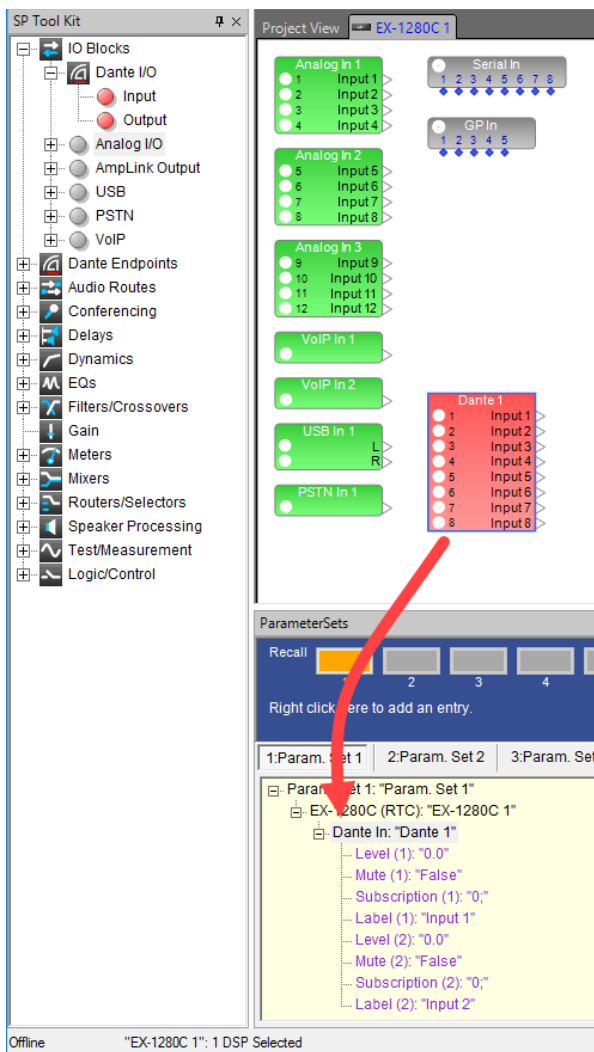 SP Tool Kit
IO Blocks
Dante I/O
Input
Output
Analog I/O
AmpLink Output
USB
PSTN
VoIP
Dante Endpoints
Audio Routes
Conferencing
Delays
Dynamics
EQs
Filters/Crossovers
Gain
Meters
Mixers
Routers/Selectors
Speaker Processing
Test/Measurement
Logic/Control
Project View EX-1280C 1
Analog In 1
1 Input 1
2 Input 2
3 Input 3
4 Input 4
Serial In
1 2 3 4 5 6 7 8
GP In
1 2 3 4 5
Analog In 2
5 Input 5
6 Input 6
7 Input 7
8 Input 8
Analog In 3
9 Input 9
10 Input 10
11 Input 11
12 Input 12
VoIP In 1
VoIP In 2
USB In 1
L
R
PSTN In 1
Dante 1
1 Input 1
2 Input 2
3 Input 3
4 Input 4
5 Input 5
6 Input 6
7 Input 7
8 Input 8
ParameterSets
Recall
2 3 4
Right click here to add an entry.
1:Param. Set 1 2:Param. Set 2 3:Param. Set
Param. Set 1: "Param. Set 1"
EX-1280C (RTC): "EX-1280C 1"
Dante In: "Dante 1"
Level (1): "0.0"
Mute (1): "False"
Subscription (1): "0;"
Label (1): "Input 1"
Level (2): "0.0"
Mute (2): "False"
Subscription (2): "0;"
Label (2): "Input 2"
Offline "EX-1280C 1": 1 DSP Selected